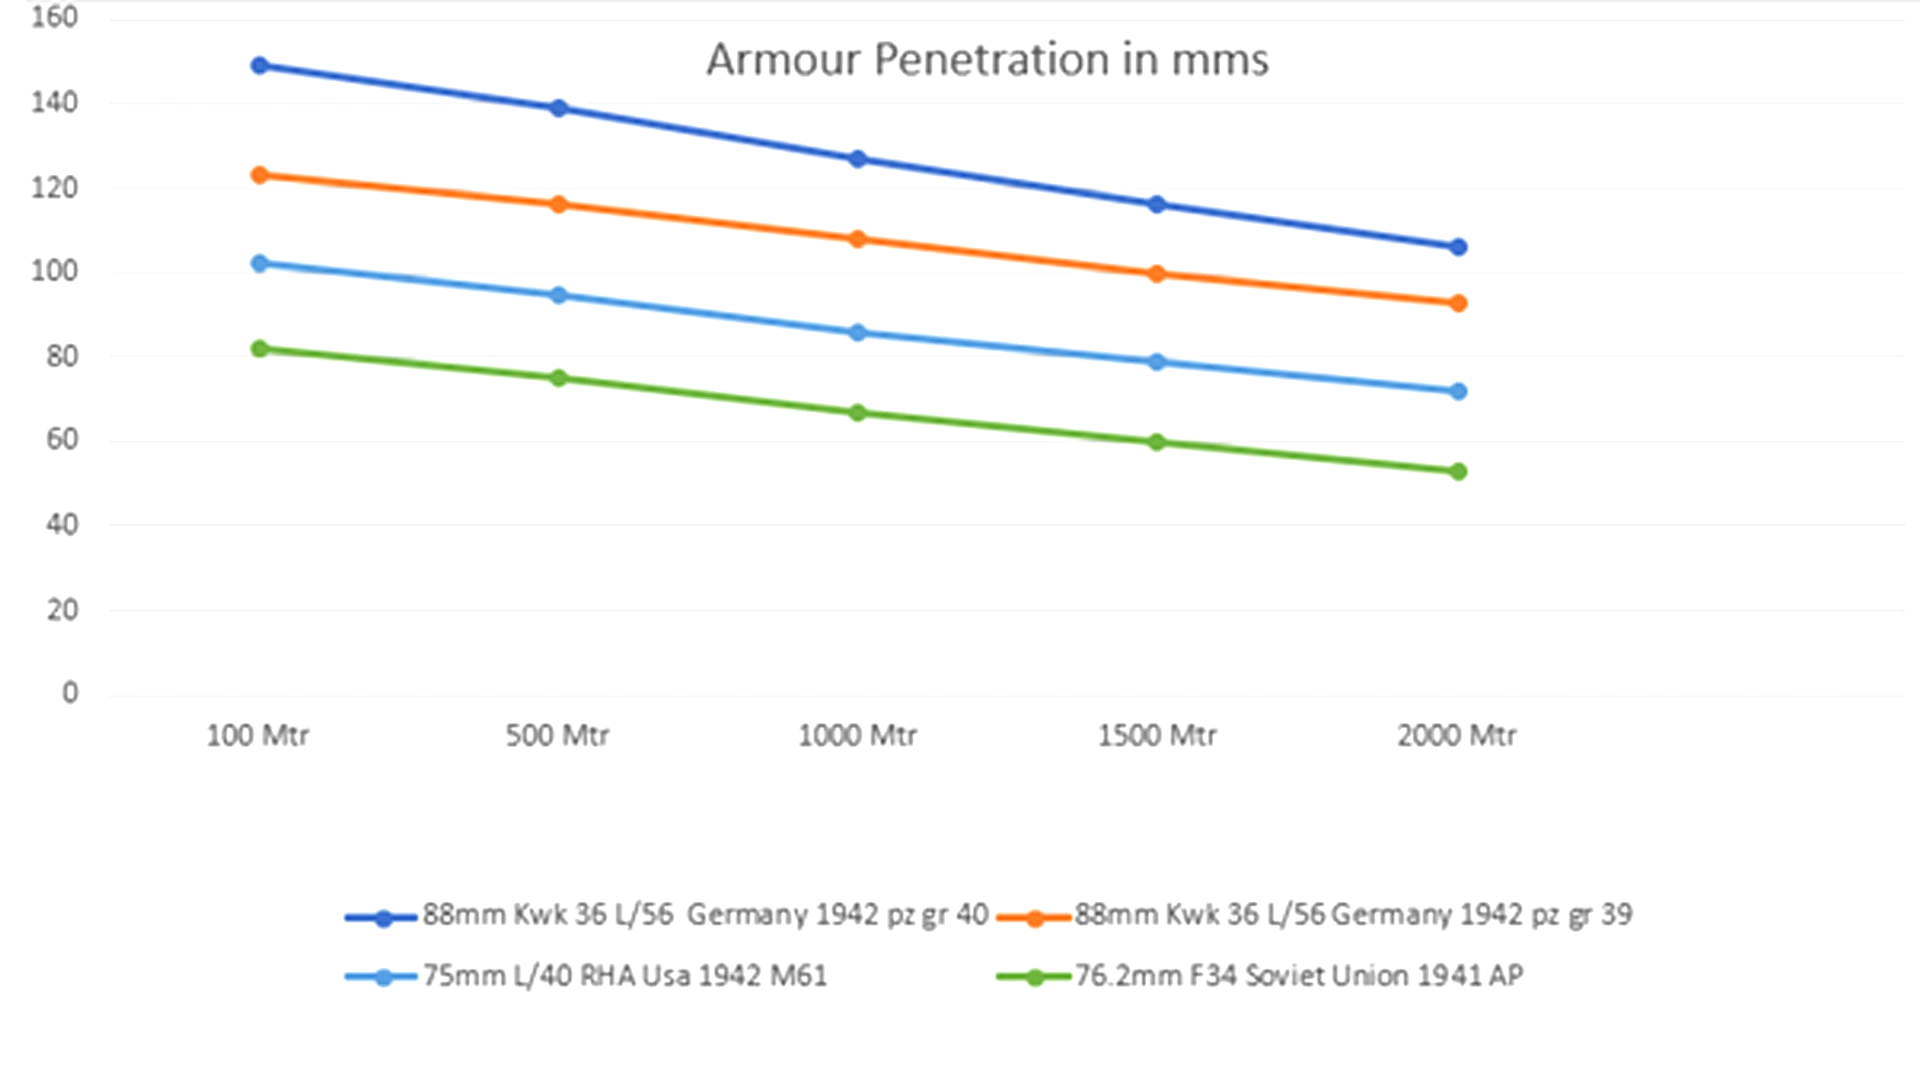 Armour Penetration in mms
160
140
120
100
80
60
40
20
0
100 Mtr 500 Mtr 1000 Mtr 1500 Mtr 2000 Mtr
88mm Kwk 36 L/56 Germany 1942 pz gr 40 88mm Kwk 36 L/56 Germany 1942 pz gr 39
75mm L/40 RHA Usa 1942 M61 76.2mm F34 Soviet Union 1941 AP